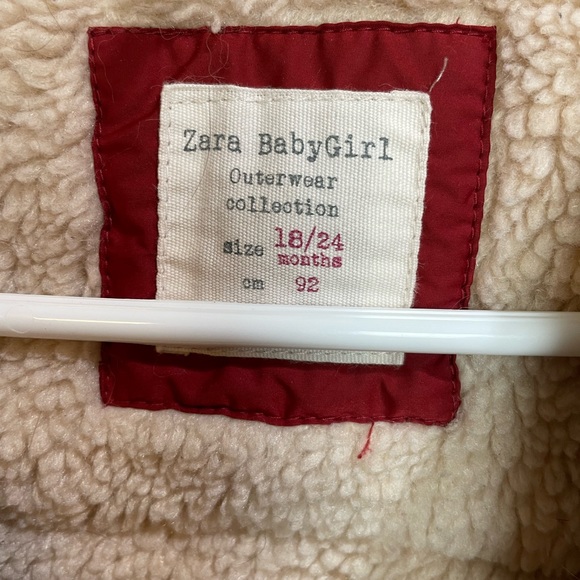 Zara BabyGirl
Outerwear
collection
size 18/24
months
cm 92